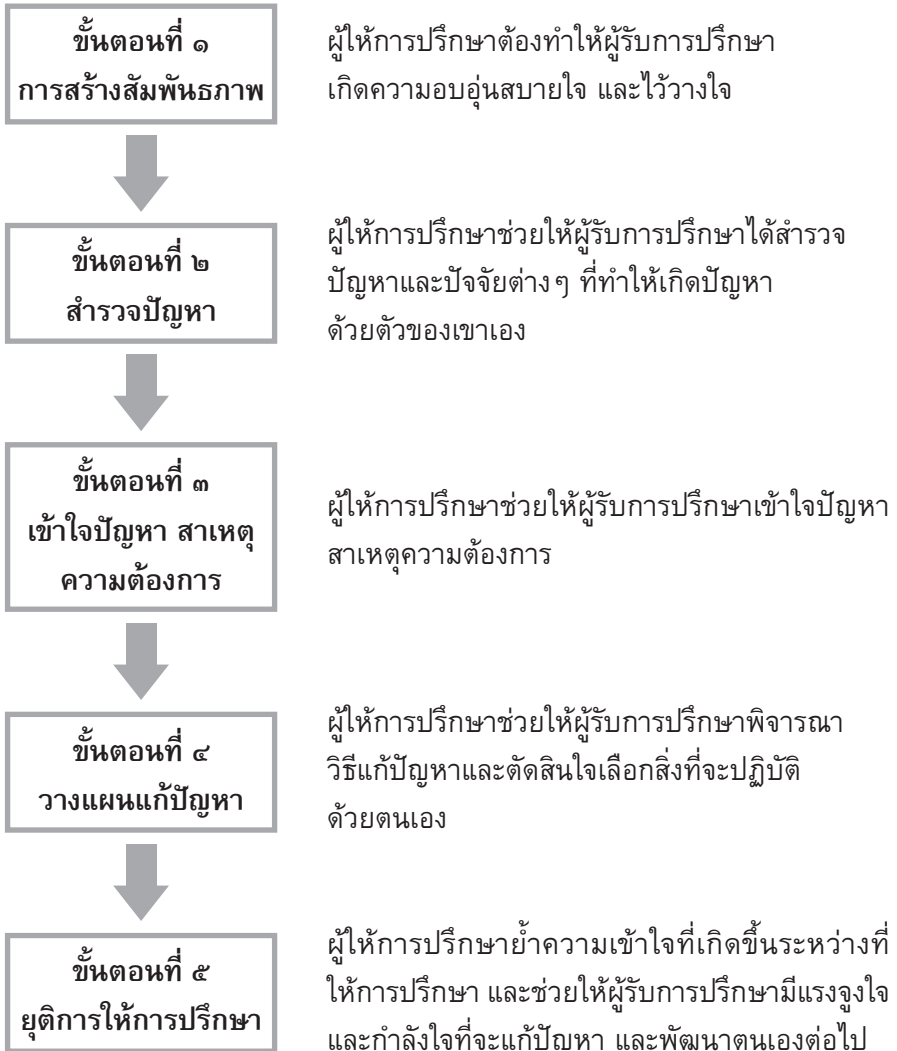 ขั้นตอนที่ ๑
การสร้างสัมพันธภาพ
ผู้ให้การปรึกษาต้องทำให้ผู้รับการปรึกษา
เกิดความอบอุ่นสบายใจ และไว้วางใจ
ขั้นตอนที่ ๒
สำรวจปัญหา
ผู้ให้การปรึกษาช่วยให้ผู้รับการปรึกษาได้สำรวจ
ปัญหาและปัจจัยต่างๆ ที่ทำให้เกิดปัญหา
ด้วยตัวของเขาเอง
ขั้นตอนที่ ๓
เข้าใจปัญหา สาเหตุ
ความต้องการ
ผู้ให้การปรึกษาช่วยให้ผู้รับการปรึกษาเข้าใจปัญหา
สาเหตุความต้องการ
ขั้นตอนที่ ๔
วางแผนแก้ปัญหา
ผู้ให้การปรึกษาช่วยให้ผู้รับการปรึกษาพิจารณา
วิธีแก้ปัญหาและตัดสินใจเลือกสิ่งที่จะปฏิบัติ
ด้วยตนเอง
ขั้นตอนที่ ๕
ยุติการให้การปรึกษา
ผู้ให้การปรึกษาย้ำความเข้าใจที่เกิดขึ้นระหว่างที่
ให้การปรึกษา และช่วยให้ผู้รับการปรึกษามีแรงจูงใจ
และกำลังใจที่จะแก้ปัญหา และพัฒนาตนเองต่อไป